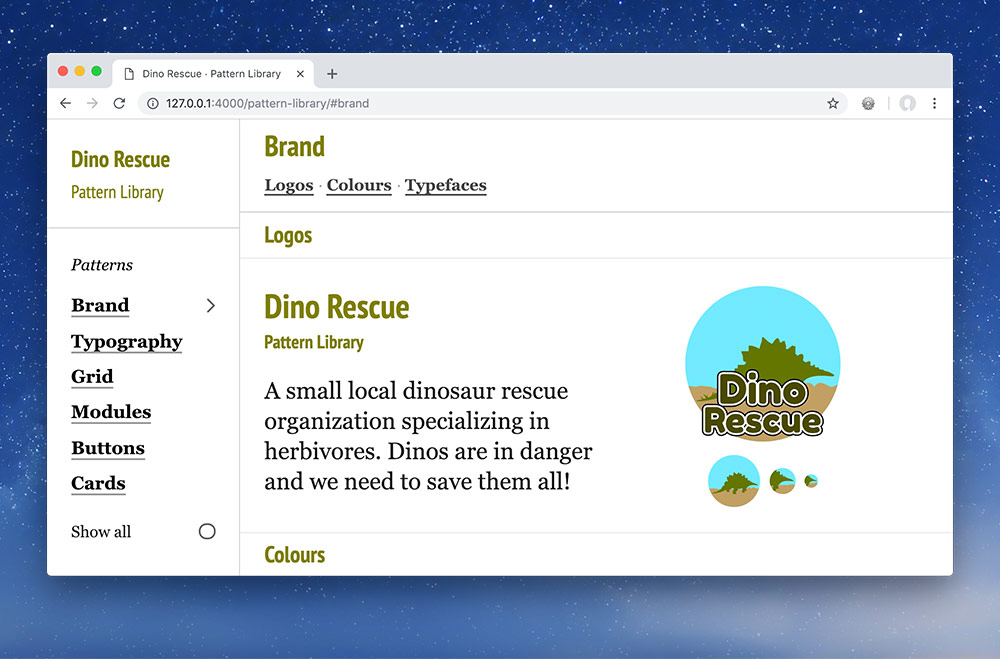 Dino Rescue · Pattern Library
127.0.0.1:4000/pattern-library/#brand
Dino Rescue
Pattern Library
Patterns
Brand
Typography
Grid
Modules
Buttons
Cards
Show all
Brand
Logos · Colours · Typefaces
Logos
Dino Rescue
Pattern Library
A small local dinosaur rescue
organization specializing in
herbivores. Dinos are in danger
and we need to save them all!
Dino
Rescue
Colours